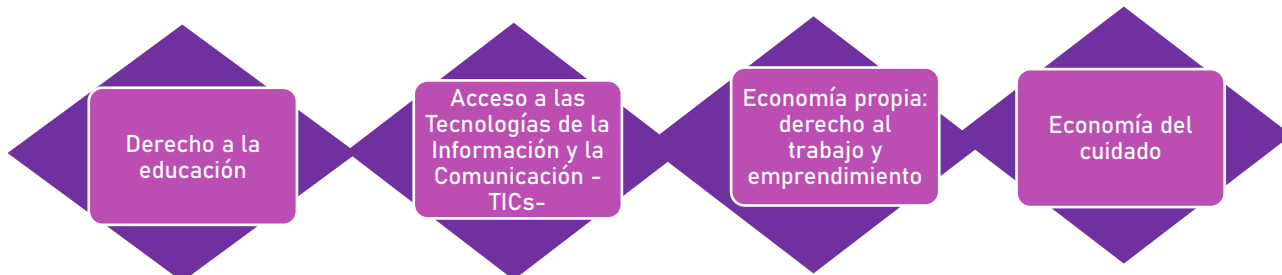 Derecho a la
educación
Acceso a las
Tecnologías de la
Información y la
Comunicación -
TICs-
Economía propia:
derecho al
trabajo y
emprendimiento
Economía del
cuidado